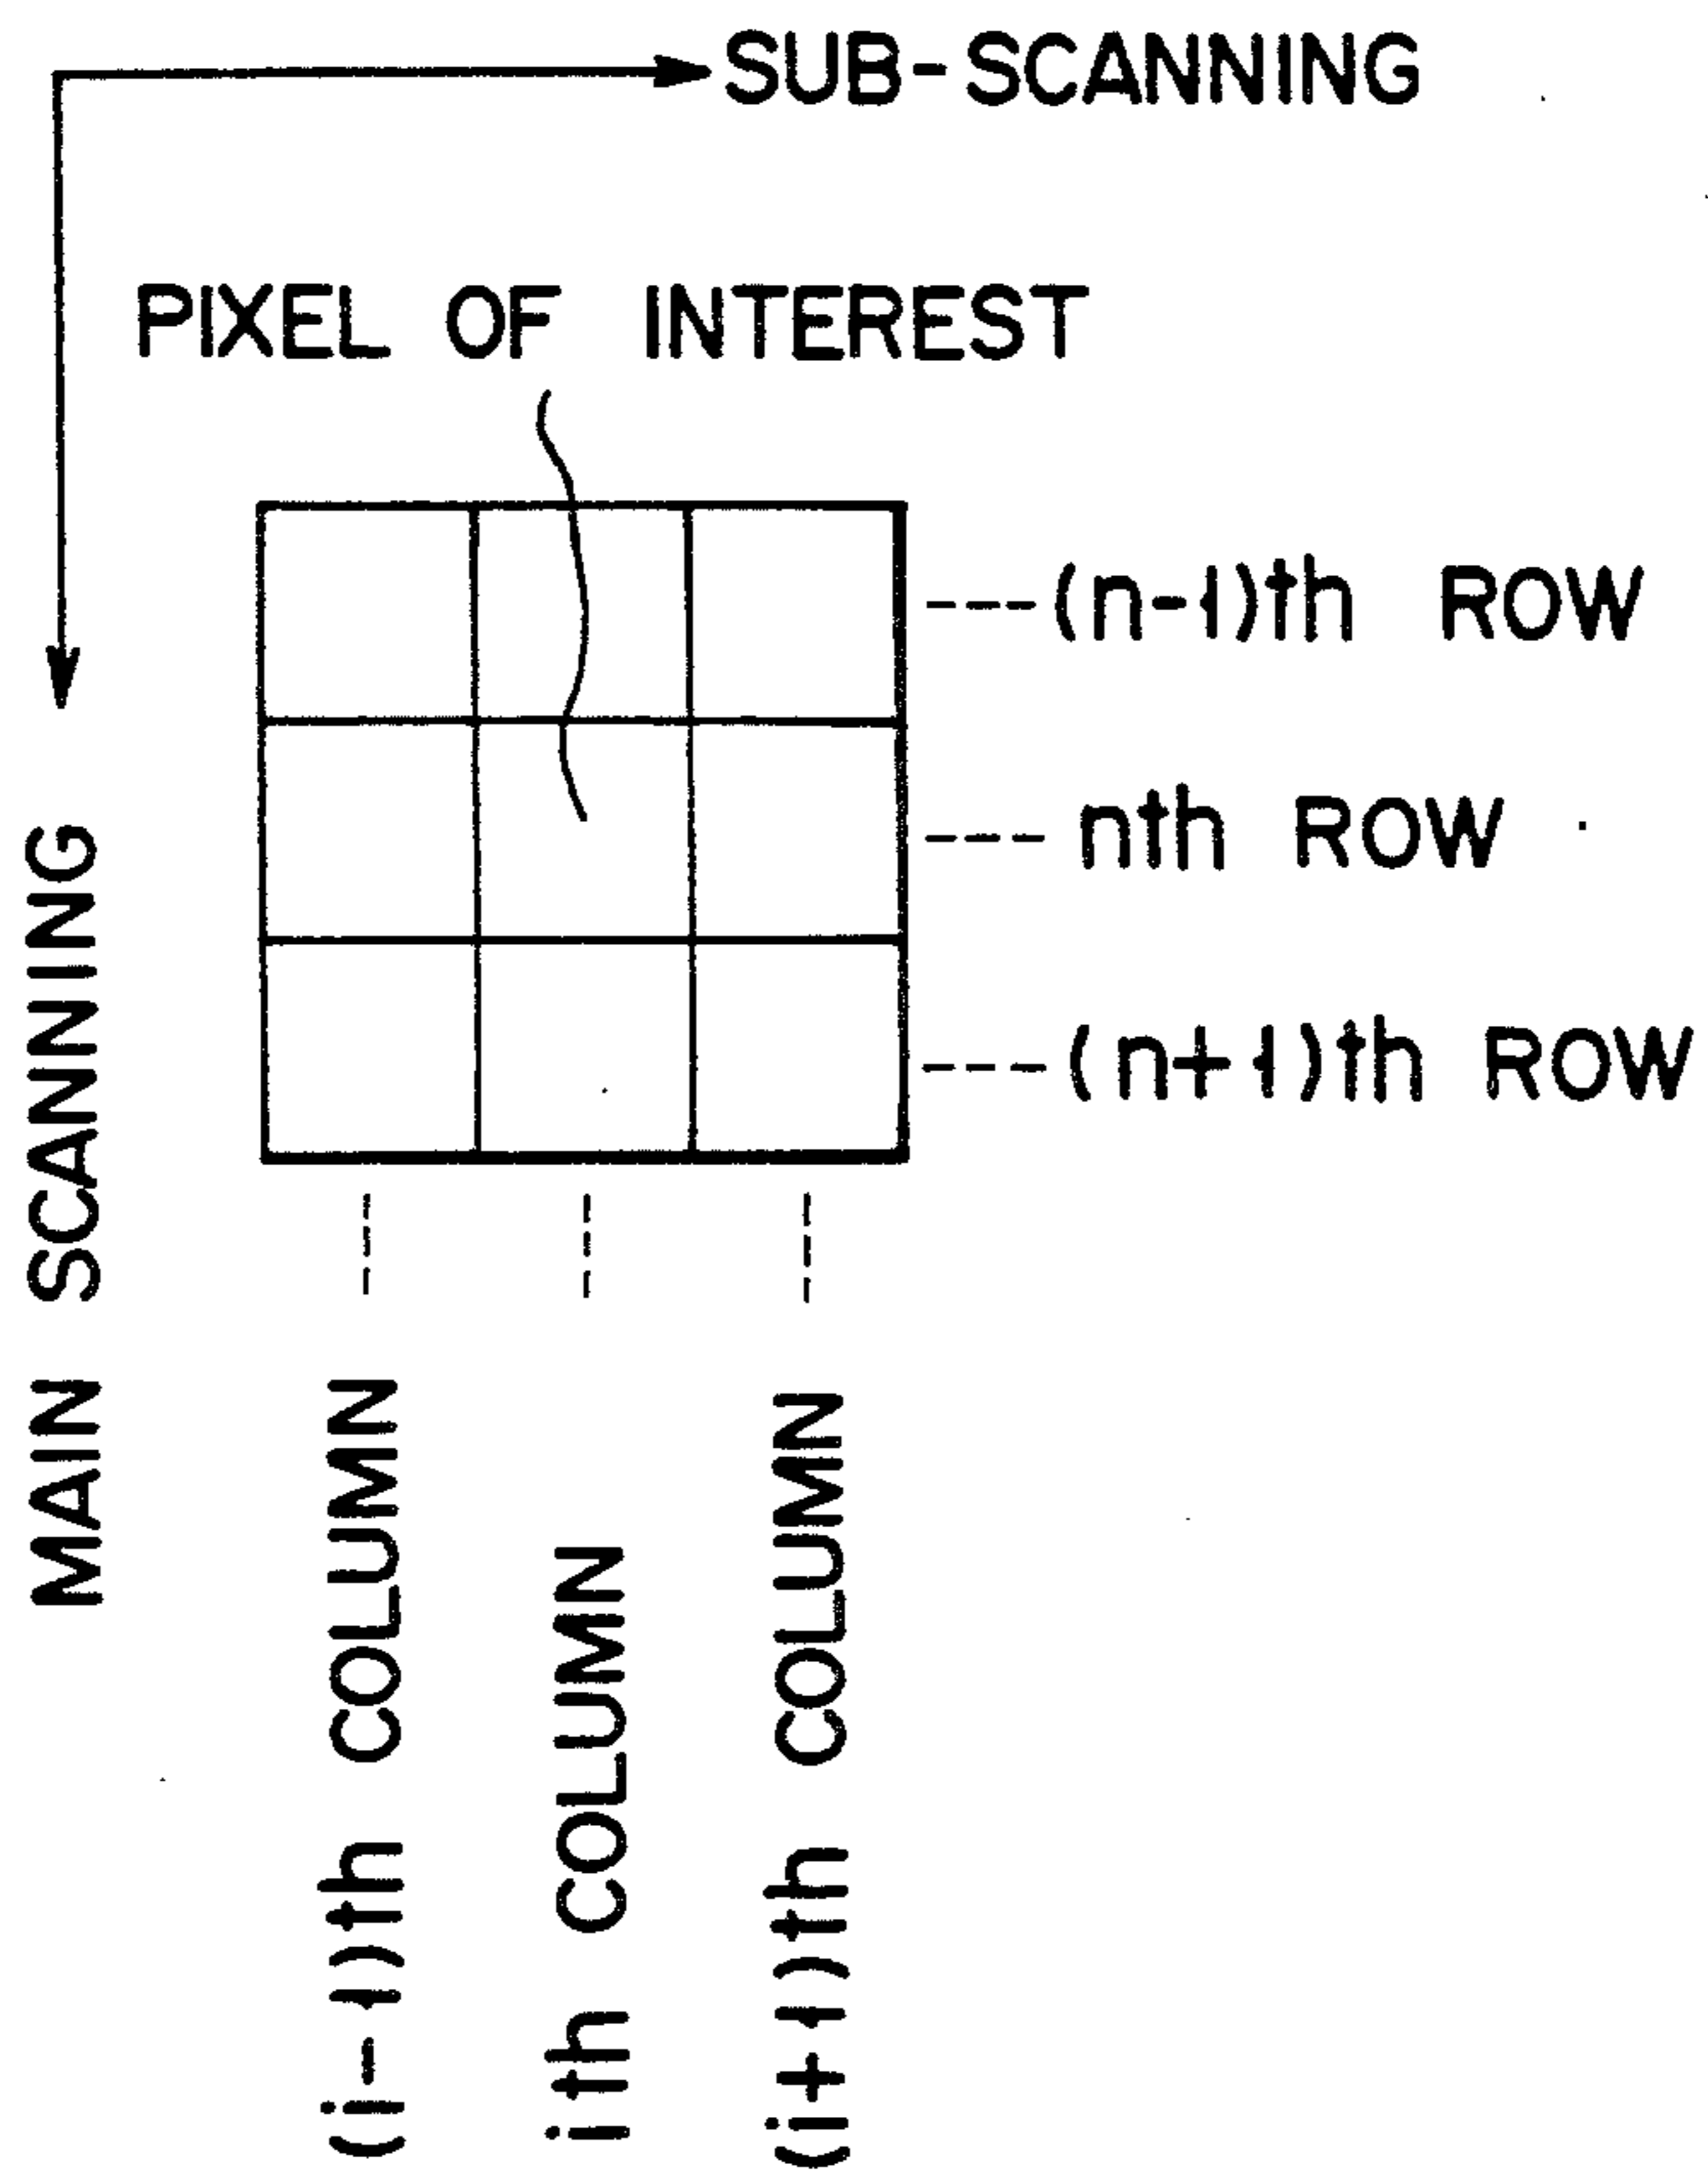 SUB-SCANNING
PIXEL OF INTEREST
(n-1)th ROW
nth ROW
(n+1)th ROW
MAIN SCANNING
(i-1)th COLUMN
ith COLUMN
(i+1)th COLUMN